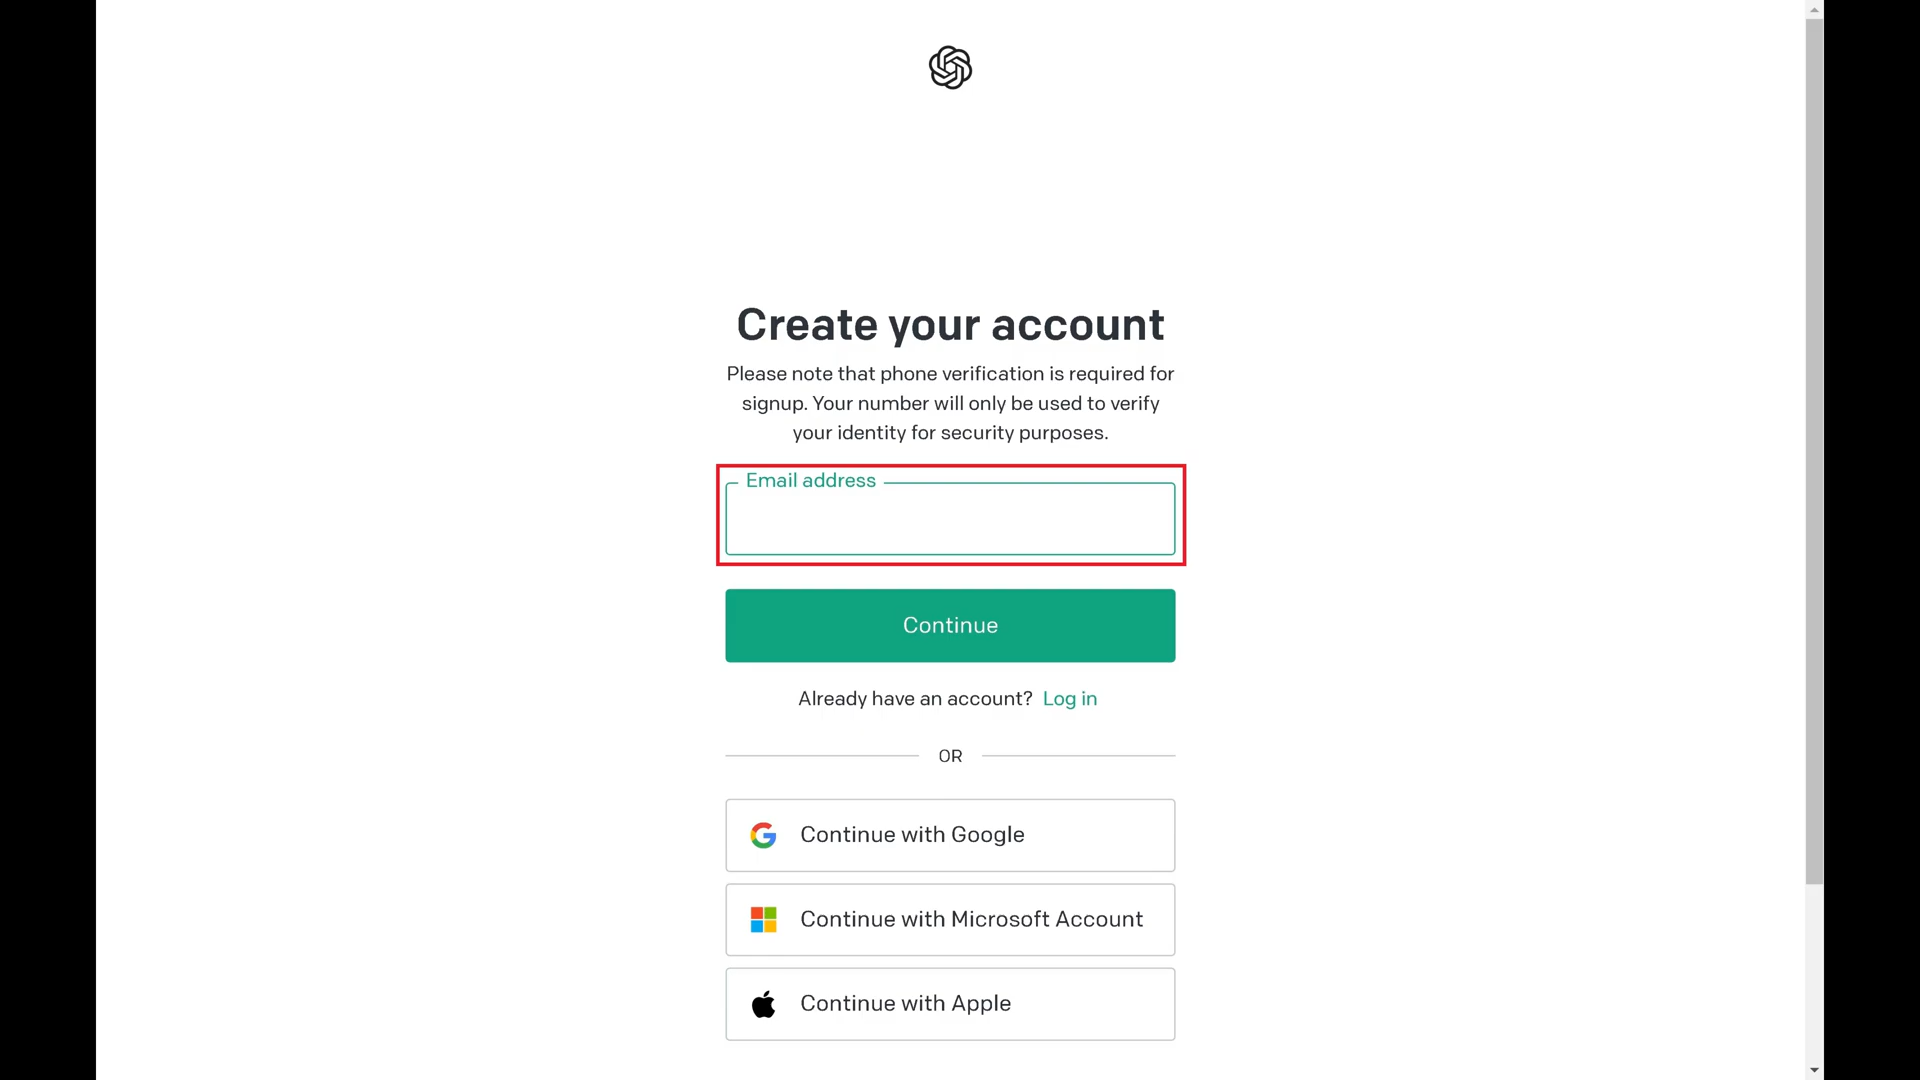 Create your account
Please note that phone verification is required for
signup. Your number will only be used to verify
your identity for security purposes.
Email address
Continue
Already have an account? Log in
OR
Continue with Google
Continue with Microsoft Account
Continue with Apple